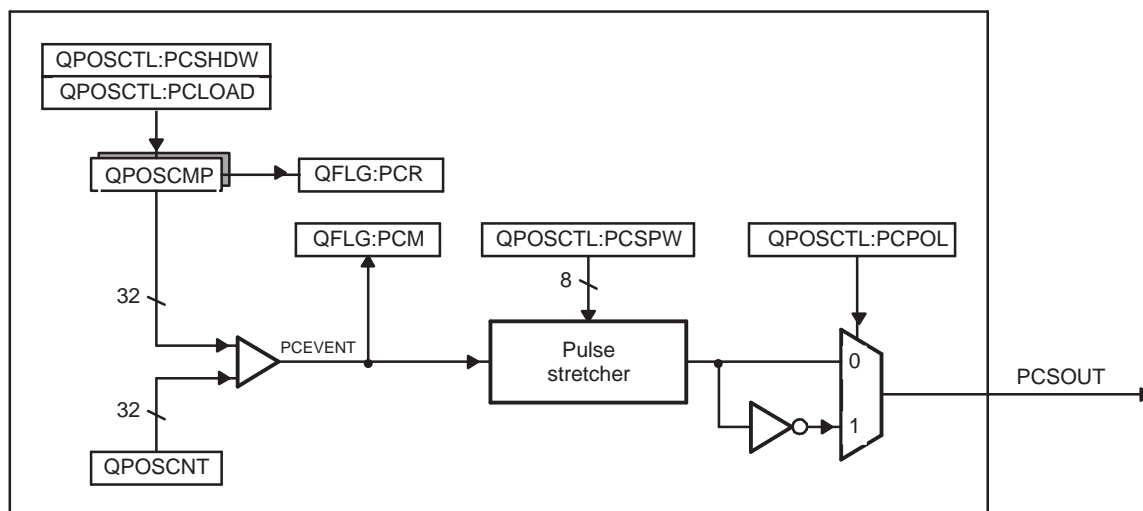 QPOSCTL:PCSHDW
QPOSCTL:PCLOAD
QPOSCMP
QFLG:PCR
QFLG:PCM
QPOSCTL:PCSPW
QPOSCTL:PCPOL
32
8
PCEVENT
Pulse
stretcher
0
PCSOUT
32
1
QPOSCNT